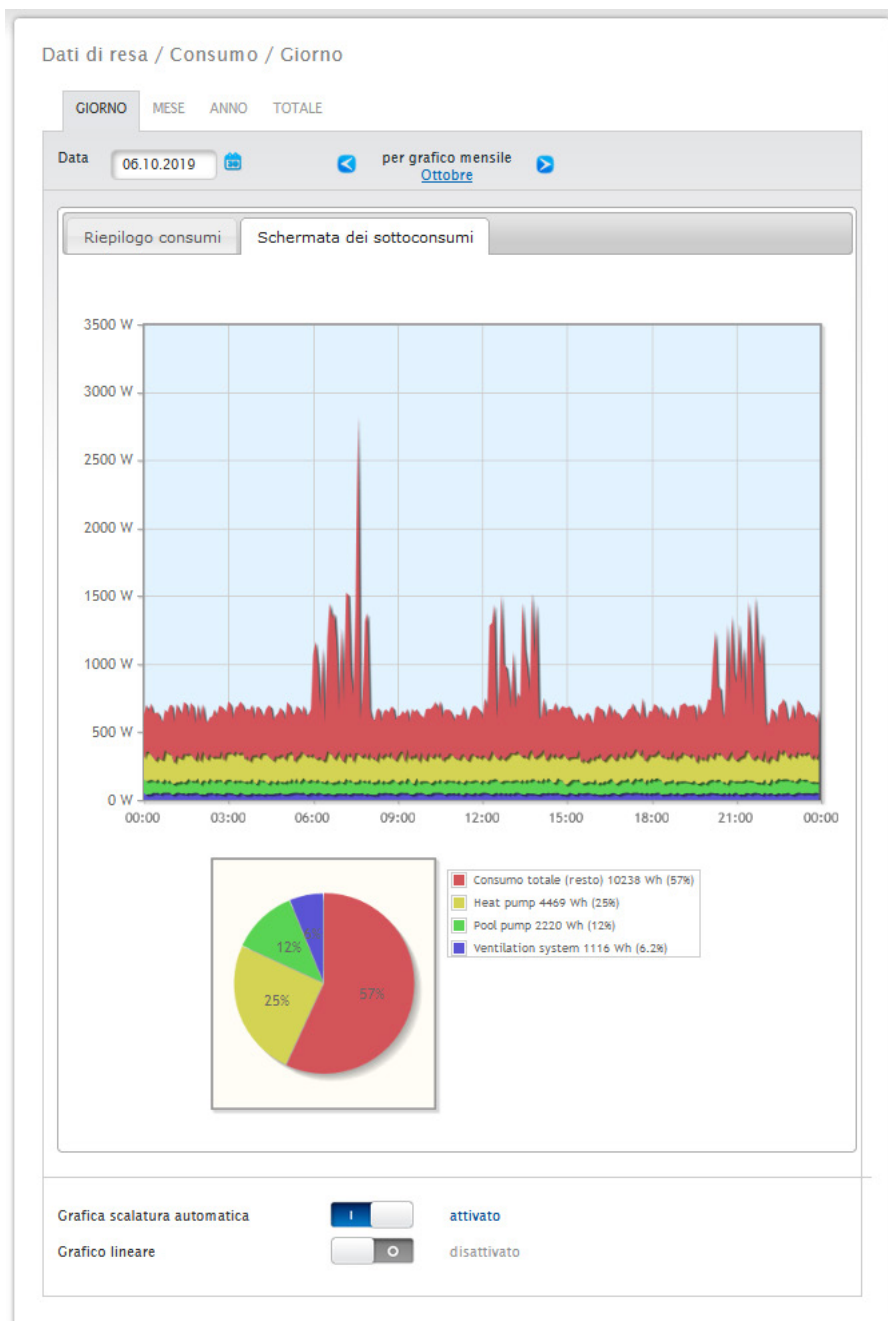 Dati di resa / Consumo / Giorno
GIORNO MESE ANNO TOTALE
Data 06.10.2019 30 per grafico mensile
Ottobre
Riepilogo consumi Schermata dei sottoconsumi
3500 W
3000 W
2500 W
2000 W
1500 W
1000 W
500 W
0 W
00:00 03:00 06:00 09:00 12:00 15:00 18:00 21:00 00:00
Consumo totale (resto) 10238 Wh (57%)
Heat pump 4469 Wh (25%)
Pool pump 2220 Wh (12%)
Ventilation system 1116 Wh (6.2%)
12%
57%
25%
Grafica scalatura automatica I attivato
Grafico lineare O disattivato